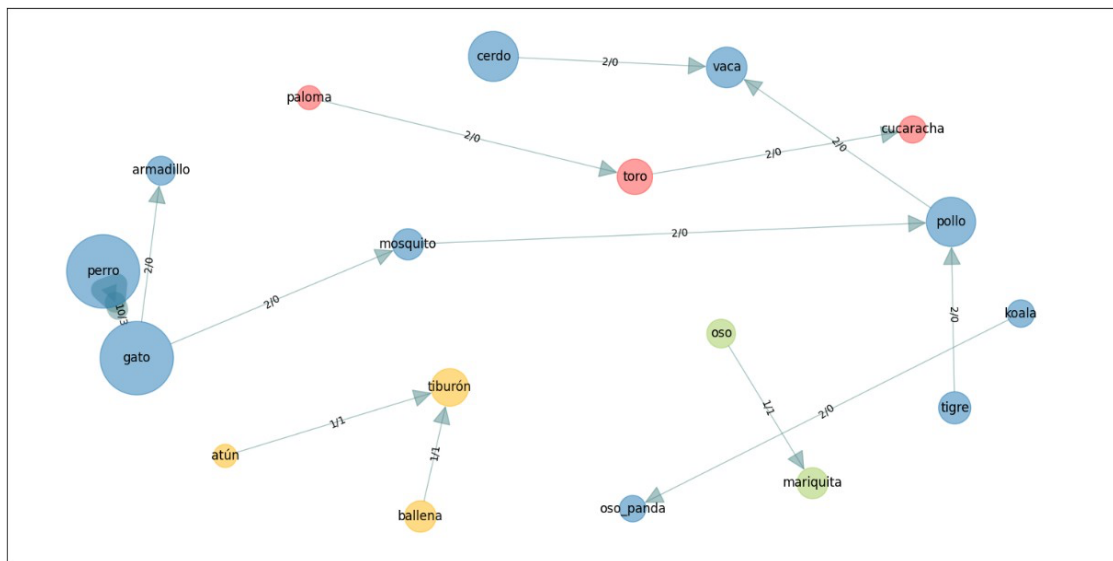 cerdo
2/0
vaca
paloma
2/0
cucaracha
2/0
2/0
toro
armadillo
2/0
pollo
mosquito
2/0
perro
2/0
10/3
2/0
koala
oso
gato
tiburón
1/1
2/0
tigre
1/1
1/1
atún
mariquita
oso_panda
ballena